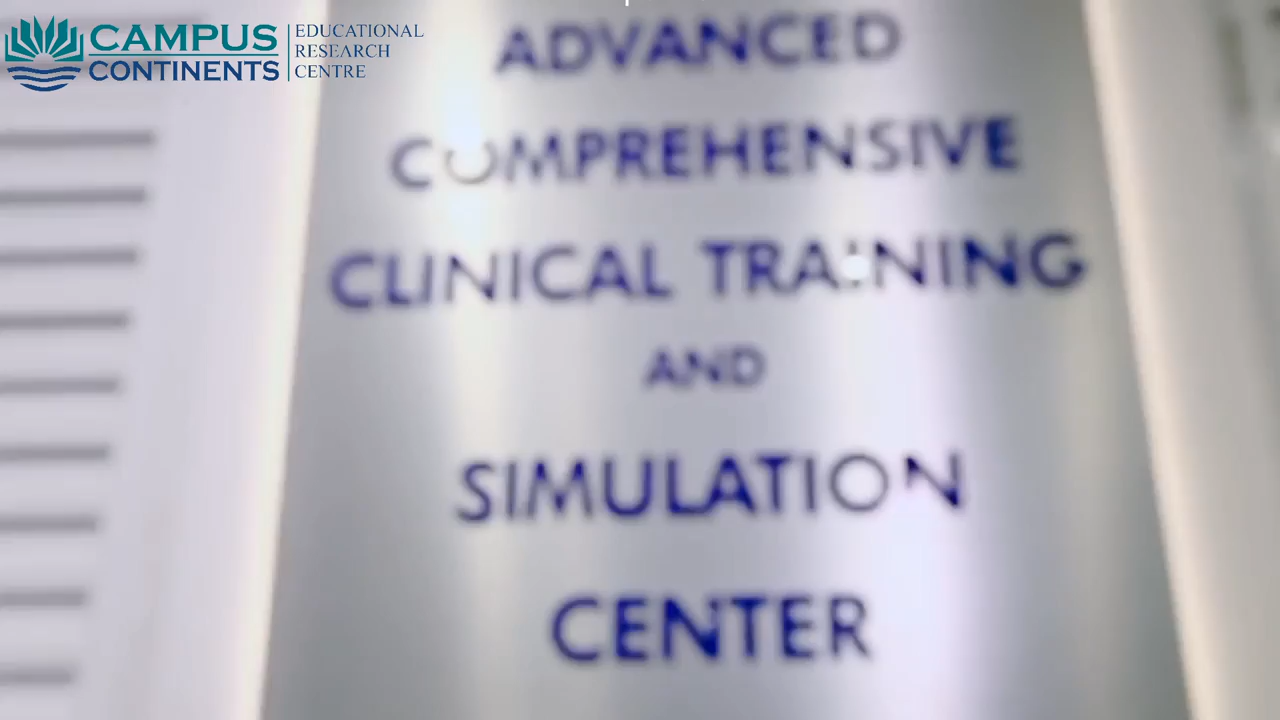 CAMPUS
CONTINENTS
EDUCATIONAL
RESEARCH
CENTRE
ADVANCED
COMPREHENSIVE
CLINICAL TRAINING
AND
SIMULATION
CENTER